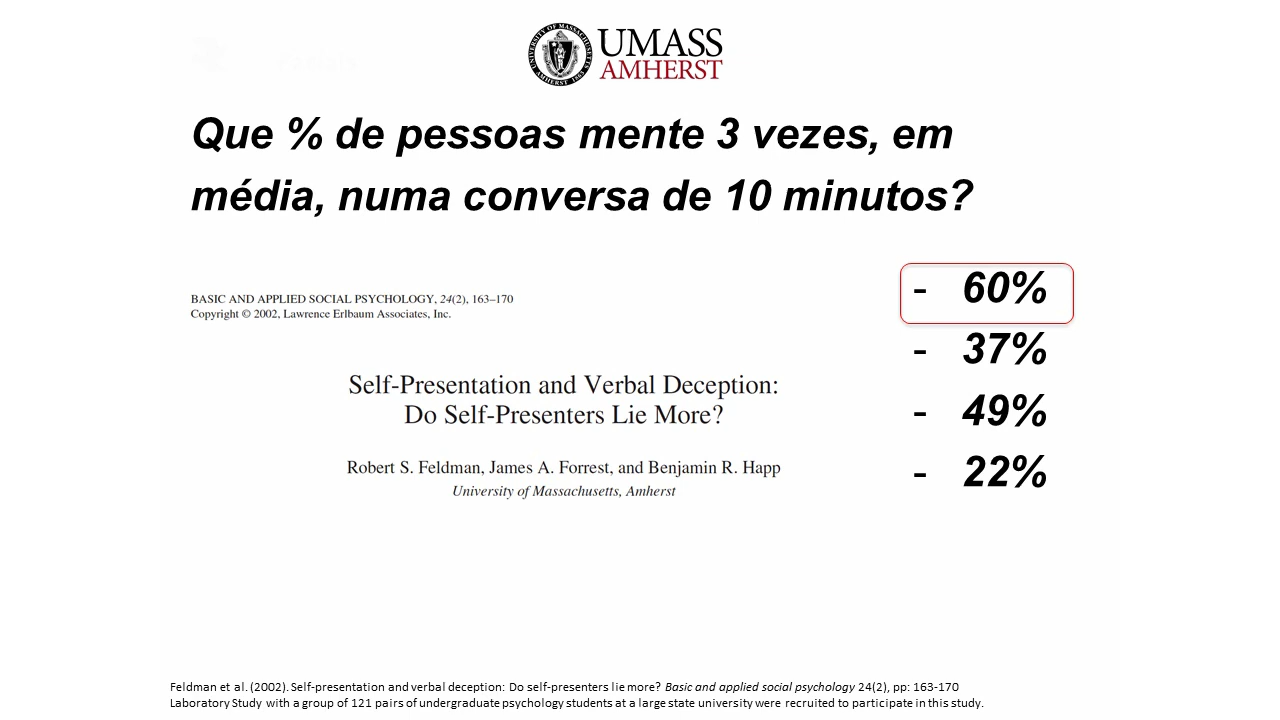 UMASS
AMHERST
UNIVERSITY OF MASSACHUSETTS
AMHERST 1863
Que % de pessoas mente 3 vezes, em
média, numa conversa de 10 minutos?
BASIC AND APPLIED SOCIAL PSYCHOLOGY, 24(2), 163–170
Copyright © 2002, Lawrence Erlbaum Associates, Inc.
Self-Presentation and Verbal Deception:
Do Self-Presenters Lie More?
Robert S. Feldman, James A. Forrest, and Benjamin R. Happ
University of Massachusetts, Amherst
- 60%
- 37%
- 49%
- 22%
Feldman et al. (2002). Self-presentation and verbal deception: Do self-presenters lie more? Basic and applied social psychology 24(2), pp: 163-170
Laboratory Study with a group of 121 pairs of undergraduate psychology students at a large state university were recruited to participate in this study.